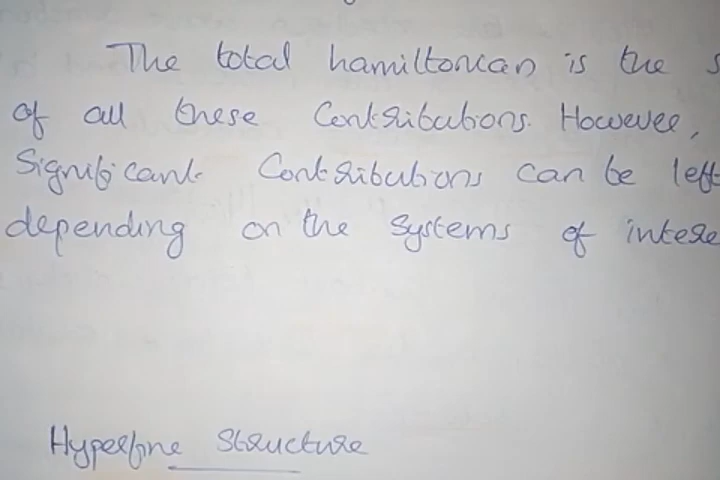 The total hamiltonian is the s
of all these Contributions. However,
Significant Contributions can be left
depending on the systems of intere
Hyperfine Structure